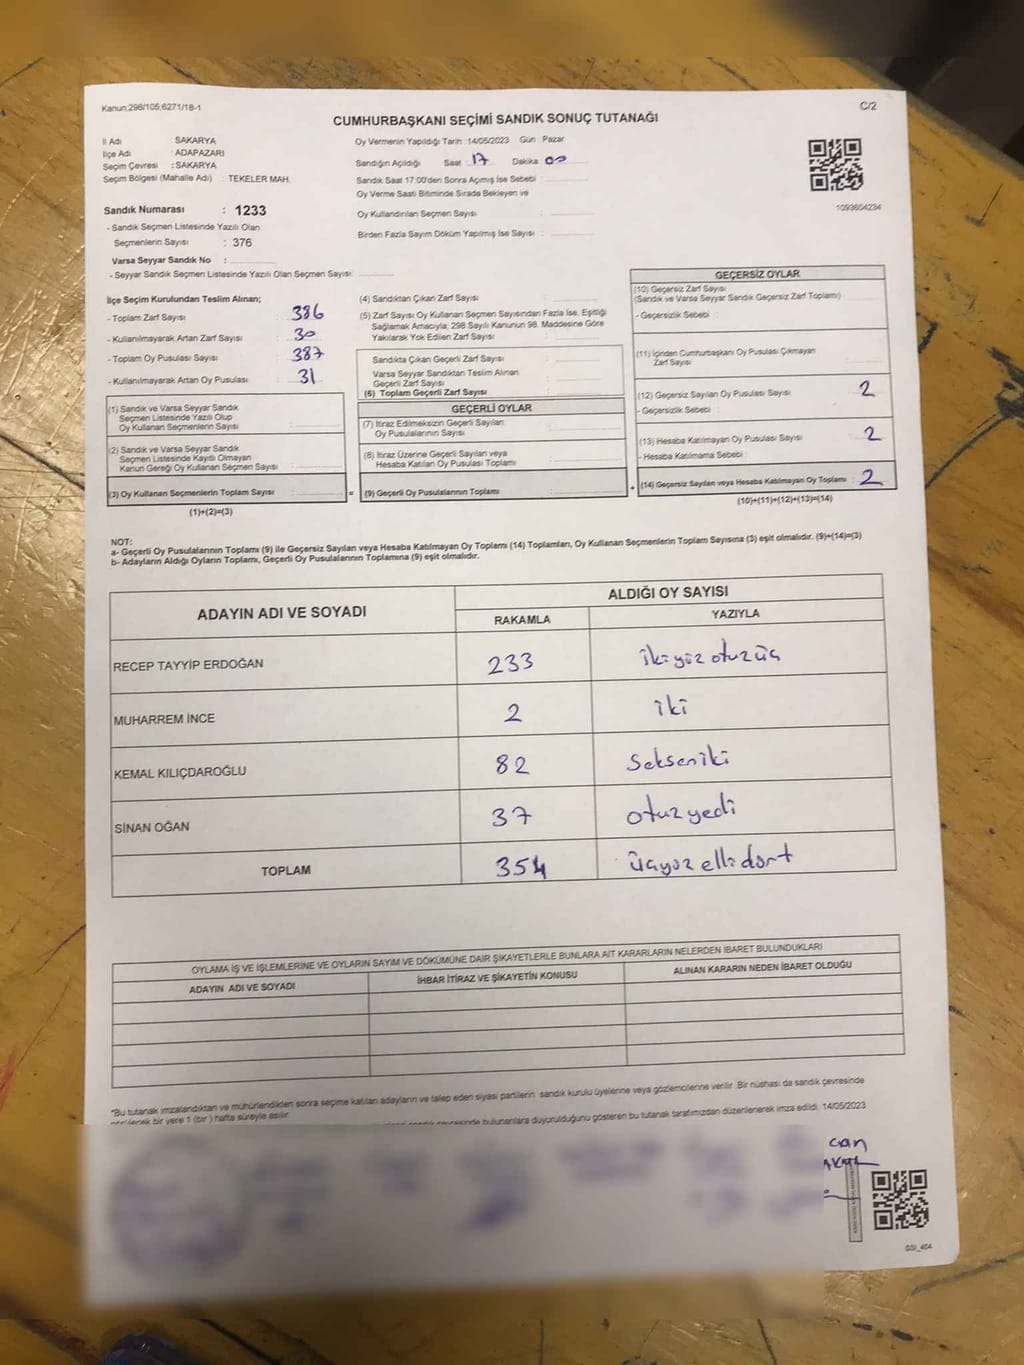 Kanun;298/105;6271/18-1
C/2
CUMHURBAŞKANI SEÇİMİ SANDIK SONUÇ TUTANAĞI
İl Adı : SAKARYA
İlçe Adı : ADAPAZARI
Seçim Çevresi : SAKARYA
Seçim Bölgesi (Mahalle Adı) : TEKELER MAH.
Sandık Numarası : 1233
- Sandık Seçmen Listesinde Yazılı Olan
Seçmenlerin Sayısı : 376
Varsa Seyyar Sandık No :
- Seyyar Sandık Seçmen Listesinde Yazılı Olan Seçmen Sayısı:
Oy Vermenin Yapıldığı Tarih : 14/05/2023 Gün : Pazar
Sandığın Açıldığı Saat : 17 Dakika : 00
Sandık Saat 17:00'den Sonra Açmış İse Sebebi :
Oy Verme Saati Bitiminde Sırada Bekleyen ve
Oy Kullandırılan Seçmen Sayısı :
Birden Fazla Sayım Döküm Yapılmış İse Sayısı :
1093604234
İlçe Seçim Kurulundan Teslim Alınan;
- Toplam Zarf Sayısı : 386
- Kullanılmayarak Artan Zarf Sayısı : 30
- Toplam Oy Pusulası Sayısı : 387
- Kullanılmayarak Artan Oy Pusulası : 31
(1) Sandık ve Varsa Seyyar Sandık
Seçmen Listesinde Yazılı Olup
Oy Kullanan Seçmenlerin Sayısı :
(2) Sandık ve Varsa Seyyar Sandık
Seçmen Listesinde Kayıtlı Olmayan
Kanun Gereği Oy Kullanan Seçmen Sayısı :
(3) Oy Kullanan Seçmenlerin Toplam Sayısı :
(1)+(2)=(3)
(4) Sandıktan Çıkan Zarf Sayısı :
(5) Zarf Sayısı Oy Kullanan Seçmen Sayısından Fazla İse, Eşitliği
Sağlamak Amacıyla; 298 Sayılı Kanunun 98. Maddesine Göre
Yakılarak Yok Edilen Zarf Sayısı :
Sandıkta Çıkan Geçerli Zarf Sayısı :
Varsa Seyyar Sandıktan Teslim Alınan
Geçerli Zarf Sayısı :
(6) Toplam Geçerli Zarf Sayısı :
GEÇERLİ OYLAR
(7) İtiraz Edilmeksizin Geçerli Sayılan
Oy Pusulalarının Sayısı :
(8) İtiraz Üzerine Geçerli Sayılan veya
Hesaba Katılan Oy Pusulası Toplamı :
= (9) Geçerli Oy Pusulalarının Toplamı :
GEÇERSİZ OYLAR
(10) Geçersiz Zarf Sayısı
(Sandık ve Varsa Seyyar Sandık Geçersiz Zarf Toplamı)
- Geçersizlik Sebebi :
(11) İçinden Cumhurbaşkanı Oy Pusulası Çıkmayan
Zarf Sayısı :
(12) Geçersiz Sayılan Oy Pusulası Sayısı : 2
- Geçersizlik Sebebi :
(13) Hesaba Katılmayan Oy Pusulası Sayısı : 2
- Hesaba Katılmama Sebebi :
+ (14) Geçersiz Sayılan veya Hesaba Katılmayan Oy Toplamı : 2
(10)+(11)+(12)+(13)=(14)
NOT:
a- Geçerli Oy Pusulalarının Toplamı (9) ile Geçersiz Sayılan veya Hesaba Katılmayan Oy Toplamı (14) Toplamları, Oy Kullanan Seçmenlerin Toplam Sayısına (3) eşit olmalıdır. (9)+(14)=(3)
b- Adayların Aldığı Oyların Toplamı, Geçerli Oy Pusulalarının Toplamına (9) eşit olmalıdır.
ADAYIN ADI VE SOYADI
ALDIĞI OY SAYISI
RAKAMLA YAZIYLA
RECEP TAYYİP ERDOĞAN 233 ikiyüzotuzüç
MUHARREM İNCE 2 iki
KEMAL KILIÇDAROĞLU 82 Sekseniki
SİNAN OĞAN 37 otuzyedi
TOPLAM 354 üçyüzellidört
OYLAMA İŞ VE İŞLEMLERİNE VE OYLARIN SAYIM VE DÖKÜMÜNE DAİR ŞİKAYETLERLE BUNLARA AİT KARARLARIN NELERDEN İBARET BULUNDUKLARI
ADAYIN ADI VE SOYADI İHBAR İTİRAZ VE ŞİKAYETİN KONUSU ALINAN KARARIN NEDEN İBARET OLDUĞU
*Bu tutanak imzalandıktan ve mühürlendikten sonra seçime katılan adayların ve talep eden siyasi partilerin, sandık kurulu üyelerine veya gözlemcilerine verilir. Bir nüshası da sandık çevresinde
görülecek bir yere 1 (bir) hafta süreyle asılır.
bulunanlara duyurulduğunu gösteren bu tutanak tarafımızdan düzenlenerek imza edildi. 14/05/2023
can